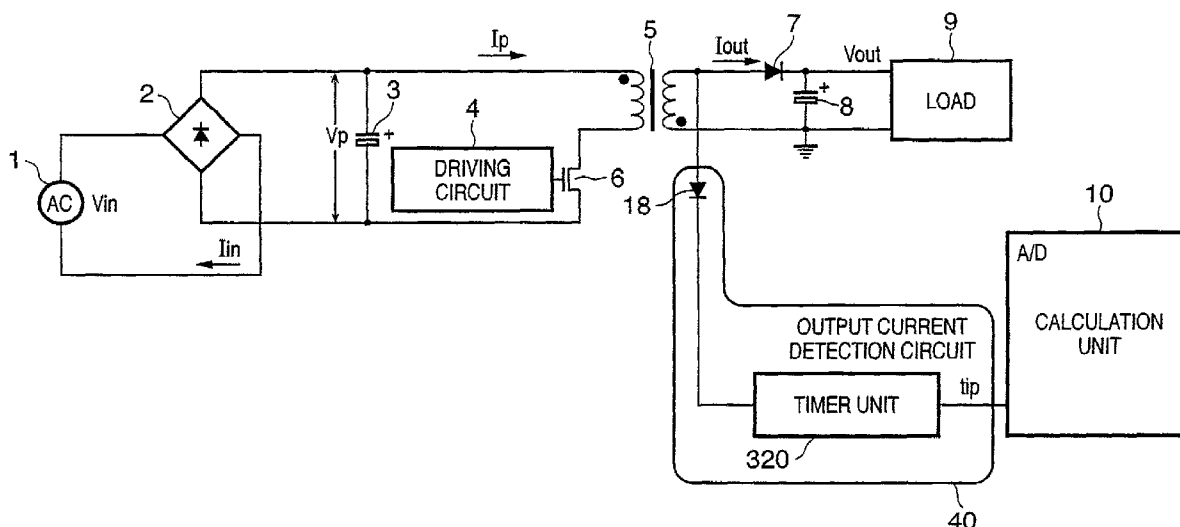 Ip
5
Iout
7
Vout
9
2
3
+
4
Vp
8
+
LOAD
1
AC
Vin
DRIVING
CIRCUIT
6
18
10
Iin
A/D
CALCULATION
UNIT
OUTPUT CURRENT
DETECTION CIRCUIT
tip
TIMER UNIT
320
40